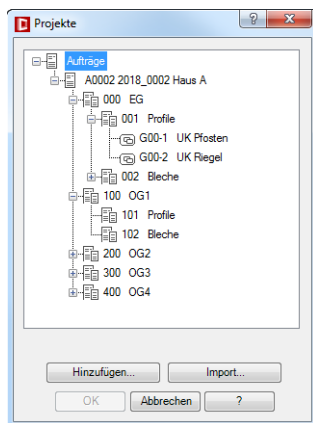 Projekte
?
X
Aufträge
A0002 2018_0002 Haus A
000 EG
001 Profile
G00-1 UK Pfosten
G00-2 UK Riegel
002 Bleche
100 OG1
101 Profile
102 Bleche
200 OG2
300 OG3
400 OG4
Hinzufügen... Import...
OK Abbrechen ?